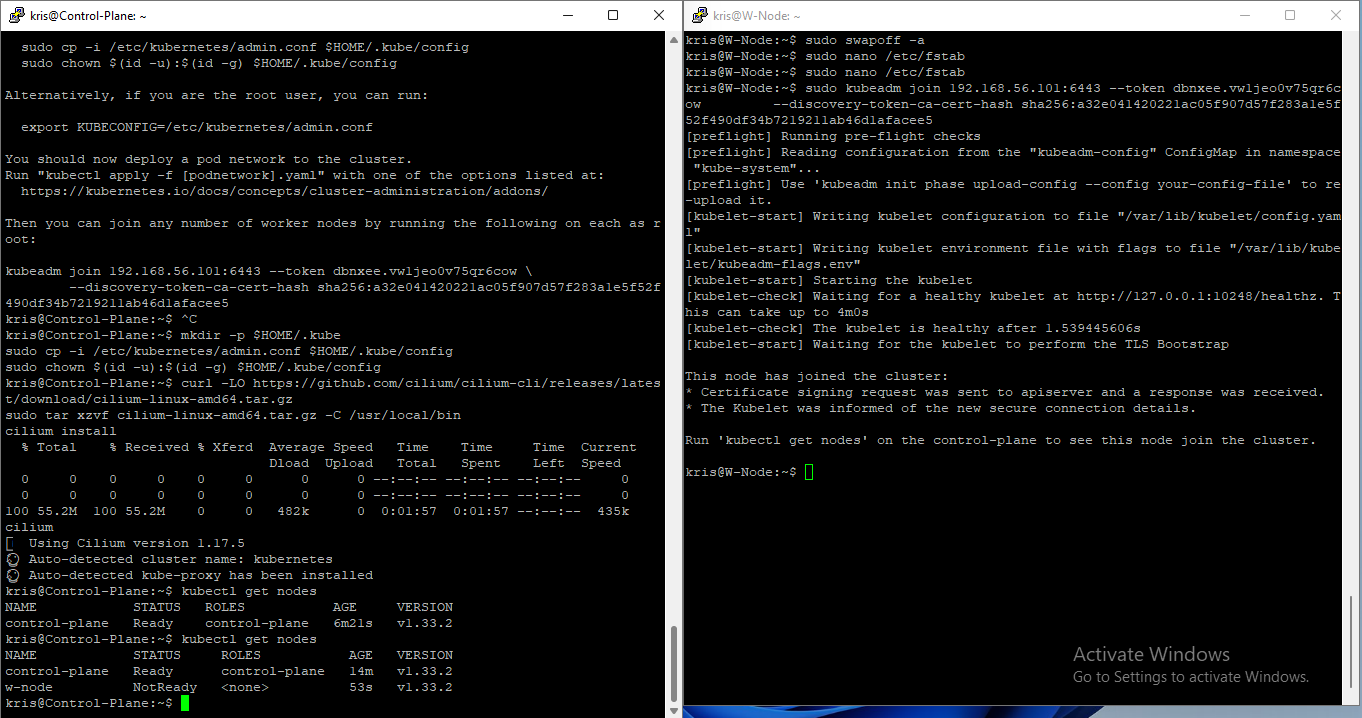 kris@Control-Plane: ~
sudo cp -i /etc/kubernetes/admin.conf $HOME/.kube/config
sudo chown $(id -u):$(id -g) $HOME/.kube/config
Alternatively, if you are the root user, you can run:
export KUBECONFIG=/etc/kubernetes/admin.conf
You should now deploy a pod network to the cluster.
Run "kubectl apply -f [podnetwork].yaml" with one of the options listed at:
https://kubernetes.io/docs/concepts/cluster-administration/addons/
Then you can join any number of worker nodes by running the following on each as r
oot:
kubeadm join 192.168.56.101:6443 --token dbnxee.vwljeo0v75qr6cow \
--discovery-token-ca-cert-hash sha256:a32e041420221ac05f907d57f283a1e5f52f
490df34b7219211ab46d1afacee5
kris@Control-Plane:~$ ^C
kris@Control-Plane:~$ mkdir -p $HOME/.kube
sudo cp -i /etc/kubernetes/admin.conf $HOME/.kube/config
sudo chown $(id -u):$(id -g) $HOME/.kube/config
kris@Control-Plane:~$ curl -LO https://github.com/cilium/cilium-cli/releases/lates
t/download/cilium-linux-amd64.tar.gz
sudo tar xzvf cilium-linux-amd64.tar.gz -C /usr/local/bin
cilium install
% Total % Received % Xferd Average Speed Time Time Time Current
Dload Upload Total Spent Left Speed
0 0 0 0 0 0 0 0 --:--:-- --:--:-- --:--:-- 0
0 0 0 0 0 0 0 0 --:--:-- --:--:-- --:--:-- 0
100 55.2M 100 55.2M 0 0 482k 0 0:01:57 0:01:57 --:--:-- 435k
cilium
Using Cilium version 1.17.5
Auto-detected cluster name: kubernetes
Auto-detected kube-proxy has been installed
kris@Control-Plane:~$ kubectl get nodes
NAME STATUS ROLES AGE VERSION
control-plane Ready control-plane 6m21s v1.33.2
kris@Control-Plane:~$ kubectl get nodes
NAME STATUS ROLES AGE VERSION
control-plane Ready control-plane 14m v1.33.2
w-node NotReady <none> 53s v1.33.2
kris@Control-Plane:~$
kris@W-Node: ~
kris@W-Node:~$ sudo swapoff -a
kris@W-Node:~$ sudo nano /etc/fstab
kris@W-Node:~$ sudo nano /etc/fstab
kris@W-Node:~$ sudo kubeadm join 192.168.56.101:6443 --token dbnxee.vwljeo0v75qr6c
ow --discovery-token-ca-cert-hash sha256:a32e041420221ac05f907d57f283a1e5f
52f490df34b7219211ab46d1afacee5
[preflight] Running pre-flight checks
[preflight] Reading configuration from the "kubeadm-config" ConfigMap in namespace
"kube-system"...
[preflight] Use 'kubeadm init phase upload-config --config your-config-file' to re
-upload it.
[kubelet-start] Writing kubelet configuration to file "/var/lib/kubelet/config.yam
l"
[kubelet-start] Writing kubelet environment file with flags to file "/var/lib/kube
let/kubeadm-flags.env"
[kubelet-start] Starting the kubelet
[kubelet-check] Waiting for a healthy kubelet at http://127.0.0.1:10248/healthz. T
his can take up to 4m0s
[kubelet-check] The kubelet is healthy after 1.539445606s
[kubelet-start] Waiting for the kubelet to perform the TLS Bootstrap
This node has joined the cluster:
* Certificate signing request was sent to apiserver and a response was received.
* The Kubelet was informed of the new secure connection details.
Run 'kubectl get nodes' on the control-plane to see this node join the cluster.
kris@W-Node:~$
Activate Windows
Go to Settings to activate Windows.